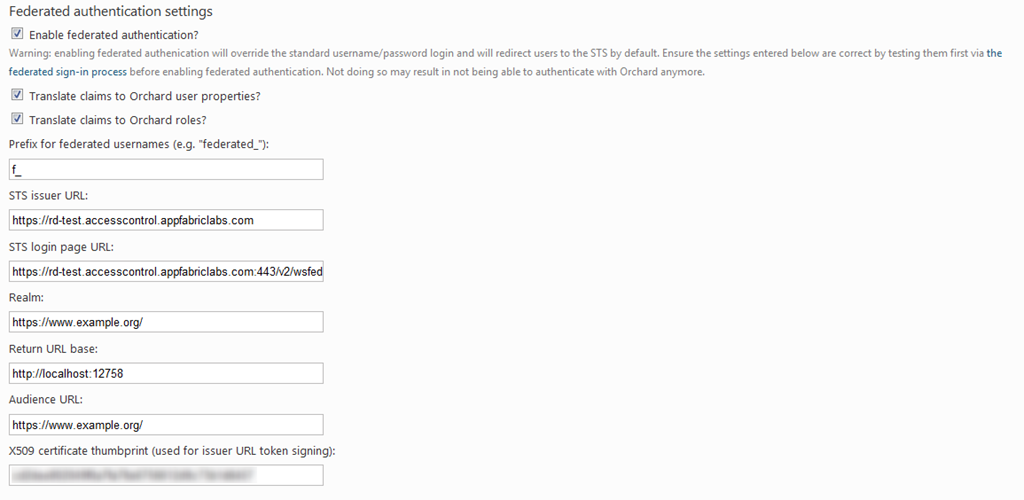 Federated authentication settings
Enable federated authentication?
Warning: enabling federated authenication will override the standard username/password login and will redirect users to the STS by default. Ensure the settings entered below are correct by testing them first via the
federated sign-in process before enabling federated authentication. Not doing so may result in not being able to authenticate with Orchard anymore.
Translate claims to Orchard user properties?
Translate claims to Orchard roles?
Prefix for federated usernames (e.g. "federated_"):
f_
STS issuer URL:
https://rd-test.accesscontrol.appfabriclabs.com
STS login page URL:
https://rd-test.accesscontrol.appfabriclabs.com:443/v2/wsfed
Realm:
https://www.example.org/
Return URL base:
http://localhost:12758
Audience URL:
https://www.example.org/
X509 certificate thumbprint (used for issuer URL token signing):